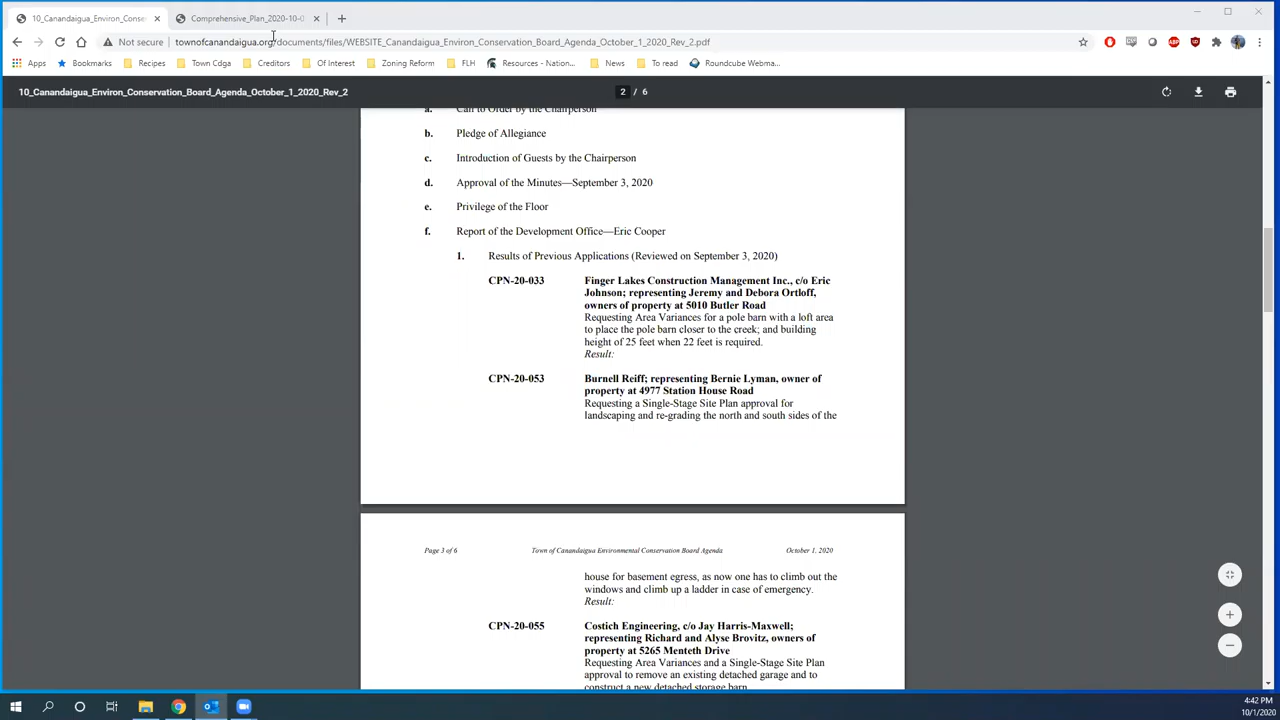 10_Canandaigua_Environ_Conserva
Comprehensive_Plan_2020-10-0
Not secure
townofcanandaigua.org/documents/files/WEBSITE_Canandaigua_Environ_Conservation_Board_Agenda_October_1_2020_Rev_2.pdf
Apps
Bookmarks
Recipes
Town Cdga
Creditors
Of Interest
Zoning Reform
FLH
Resources - Nation...
News
To read
Roundcube Webma...
10_Canandaigua_Environ_Conservation_Board_Agenda_October_1_2020_Rev_2
2 / 6
a. Call to Order by the Chairperson
b. Pledge of Allegiance
c. Introduction of Guests by the Chairperson
d. Approval of the Minutes—September 3, 2020
e. Privilege of the Floor
f. Report of the Development Office—Eric Cooper
1. Results of Previous Applications (Reviewed on September 3, 2020)
CPN-20-033 Finger Lakes Construction Management Inc., c/o Eric
Johnson; representing Jeremy and Debora Ortloff,
owners of property at 5010 Butler Road
Requesting Area Variances for a pole barn with a loft area
to place the pole barn closer to the creek; and building
height of 25 feet when 22 feet is required.
Result:
CPN-20-053 Burnell Reiff; representing Bernie Lyman, owner of
property at 4977 Station House Road
Requesting a Single-Stage Site Plan approval for
landscaping and re-grading the north and south sides of the
Page 3 of 6 Town of Canandaigua Environmental Conservation Board Agenda October 1, 2020
house for basement egress, as now one has to climb out the
windows and climb up a ladder in case of emergency.
Result:
CPN-20-055 Costich Engineering, c/o Jay Harris-Maxwell;
representing Richard and Alyse Brovitz, owners of
property at 5265 Menteth Drive
Requesting Area Variances and a Single-Stage Site Plan
approval to remove an existing detached garage and to
construct a new detached storage barn.
4:42 PM
10/1/2020